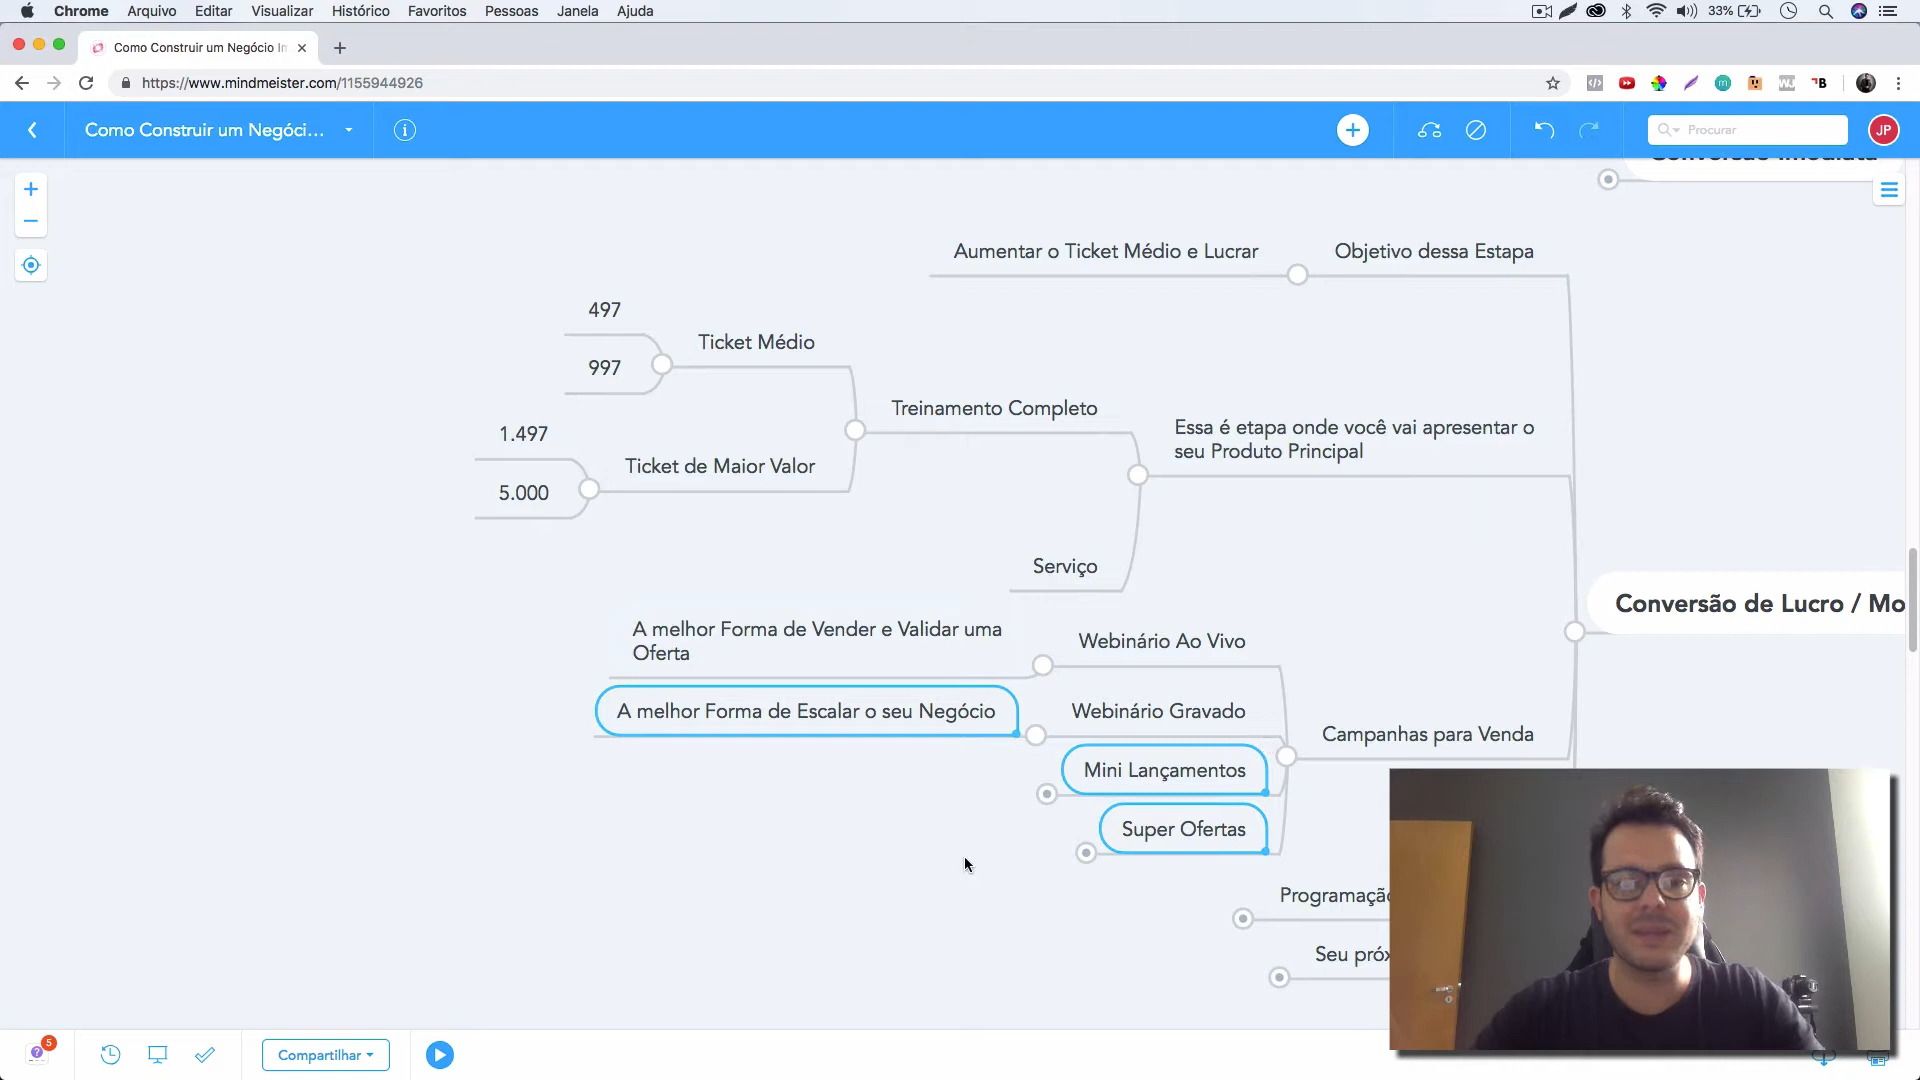 Chrome Arquivo Editar Visualizar Histórico Favoritos Pessoas Janela Ajuda 33%
Como Construir um Negócio
https://www.mindmeister.com/1155944926
Como Construir um Negóci... Procurar JP
Conversão Imediata
Aumentar o Ticket Médio e Lucrar Objetivo dessa Estapa
497
Ticket Médio
997
Treinamento Completo
Essa é etapa onde você vai apresentar o
seu Produto Principal
1.497
Ticket de Maior Valor
5.000
Serviço
Conversão de Lucro / Mo
A melhor Forma de Vender e Validar uma
Oferta
Webinário Ao Vivo
A melhor Forma de Escalar o seu Negócio
Webinário Gravado
Campanhas para Venda
Mini Lançamentos
Super Ofertas
Programação
Seu próx
5
Compartilhar